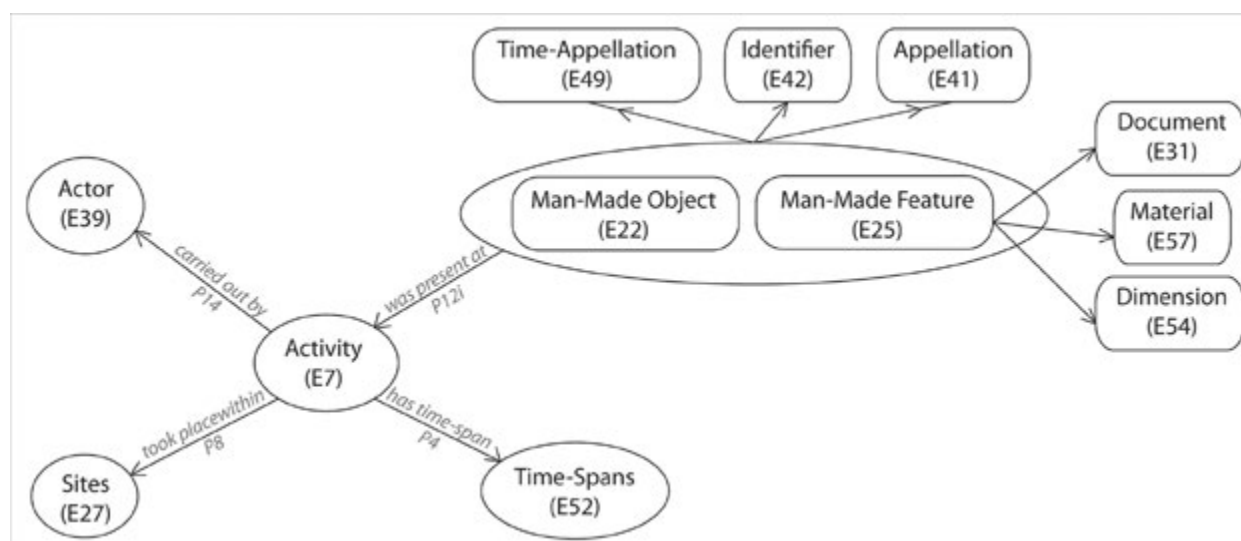 Time-Appellation
(E49)
Identifier
(E42)
Appellation
(E41)
Document
(E31)
Actor
(E39)
Man-Made Object
(E22)
Man-Made Feature
(E25)
Material
(E57)
carried out by
P14
was present at
P12i
Dimension
(E54)
Activity
(E7)
took placewithin
P8
has time-span
P4
Sites
(E27)
Time-Spans
(E52)